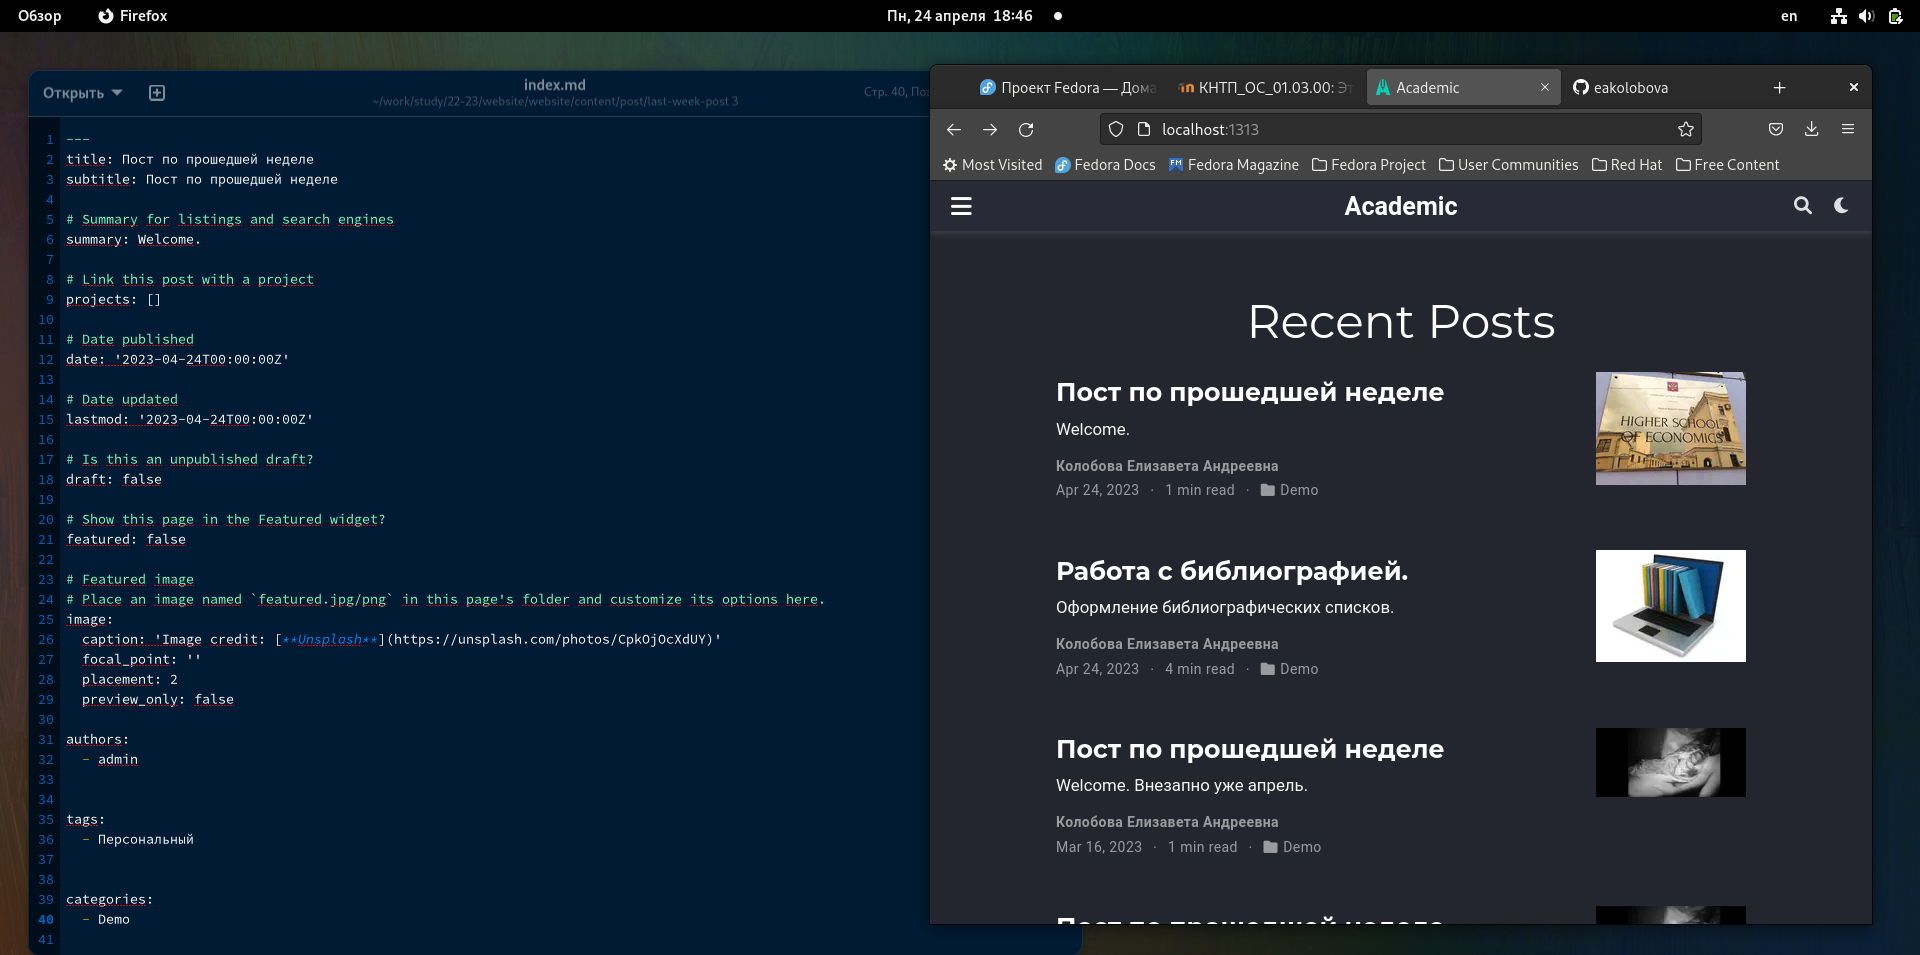 Обзор
Firefox
Пн, 24 апреля 18:46
en
Открыть
index.md
~/work/study/22-23/website/website/content/post/last-week-post 3
Стр. 40,
1 ---
2 title: Пост по прошедшей неделе
3 subtitle: Пост по прошедшей неделе
4
5 # Summary for listings and search engines
6 summary: Welcome.
7
8 # Link this post with a project
9 projects: []
10
11 # Date published
12 date: '2023-04-24T00:00:00Z'
13
14 # Date updated
15 lastmod: '2023-04-24T00:00:00Z'
16
17 # Is this an unpublished draft?
18 draft: false
19
20 # Show this page in the Featured widget?
21 featured: false
22
23 # Featured image
24 # Place an image named `featured.jpg/png` in this page's folder and customize its options here.
25 image:
26 caption: 'Image credit: [**Unsplash**](https://unsplash.com/photos/CpkOjOcXdUY)'
27 focal_point: ''
28 placement: 2
29 preview_only: false
30
31 authors:
32 - admin
33
34
35 tags:
36 - Персональный
37
38
39 categories:
40 - Demo
41
Проект Fedora — Дома
КНТП_ОС_01.03.00: Эт
Academic
eakolobova
localhost:1313
Most Visited
Fedora Docs
FM Fedora Magazine
Fedora Project
User Communities
Red Hat
Free Content
Academic
Recent Posts
Пост по прошедшей неделе
Welcome.
Колобова Елизавета Андреевна
Apr 24, 2023 · 1 min read · Demo
HIGHER SCHOOL
OF ECONOMICS
Работа с библиографией.
Оформление библиографических списков.
Колобова Елизавета Андреевна
Apr 24, 2023 · 4 min read · Demo
Пост по прошедшей неделе
Welcome. Внезапно уже апрель.
Колобова Елизавета Андреевна
Mar 16, 2023 · 1 min read · Demo
Пост по прошедшей неделе